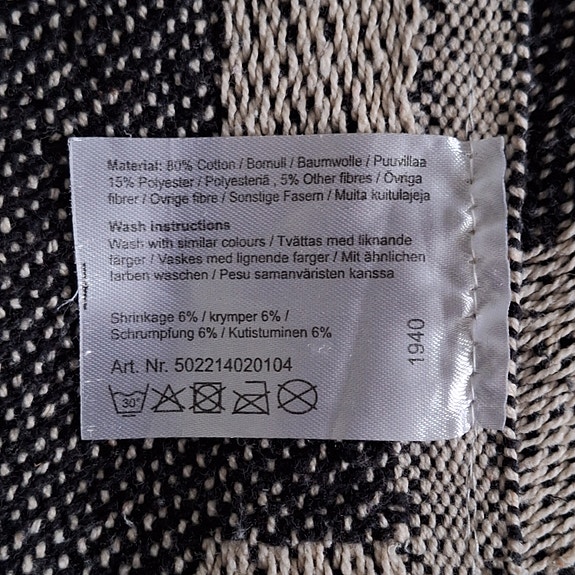 Material: 80% Cotton / Bomull / Baumwolle / Puuvillaa
15% Polyester / Polyesteriä , 5% Other fibres / Övriga
fibrer / Övrige fibre / Sonstige Fasern / Muita kuitulajeja
Wash instructions
Wash with similar colours / Tvättas med liknande
färger / Vaskes med lignende farger / Mit ähnlichen
farben waschen / Pesu samanväristen kanssa
Shrinkage 6% / krymper 6% /
Schrumpfung 6% / Kutistuminen 6%
Art. Nr. 502214020104
30°
1940